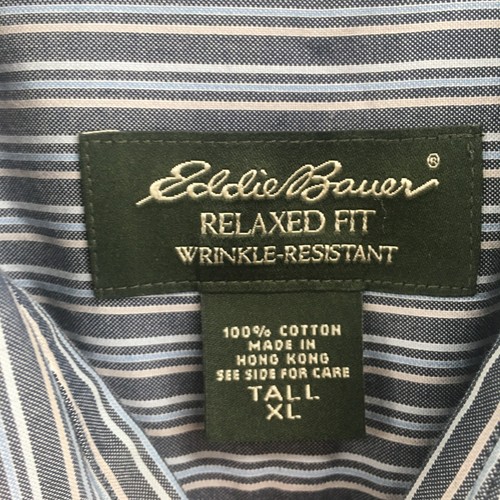 Eddie Bauer®
RELAXED FIT
WRINKLE-RESISTANT
100% COTTON
MADE IN
HONG KONG
SEE SIDE FOR CARE
TALL
XL